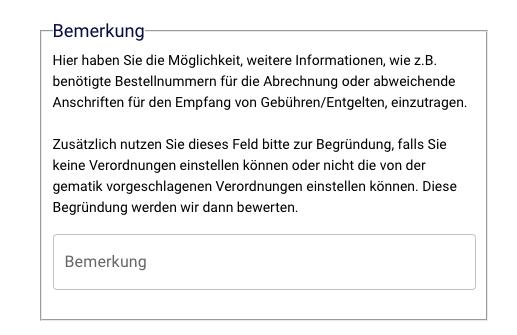 Bemerkung
Hier haben Sie die Möglichkeit, weitere Informationen, wie z.B.
benötigte Bestellnummern für die Abrechnung oder abweichende
Anschriften für den Empfang von Gebühren/Entgelten, einzutragen.
Zusätzlich nutzen Sie dieses Feld bitte zur Begründung, falls Sie
keine Verordnungen einstellen können oder nicht die von der
gematik vorgeschlagenen Verordnungen einstellen können. Diese
Begründung werden wir dann bewerten.
Bemerkung